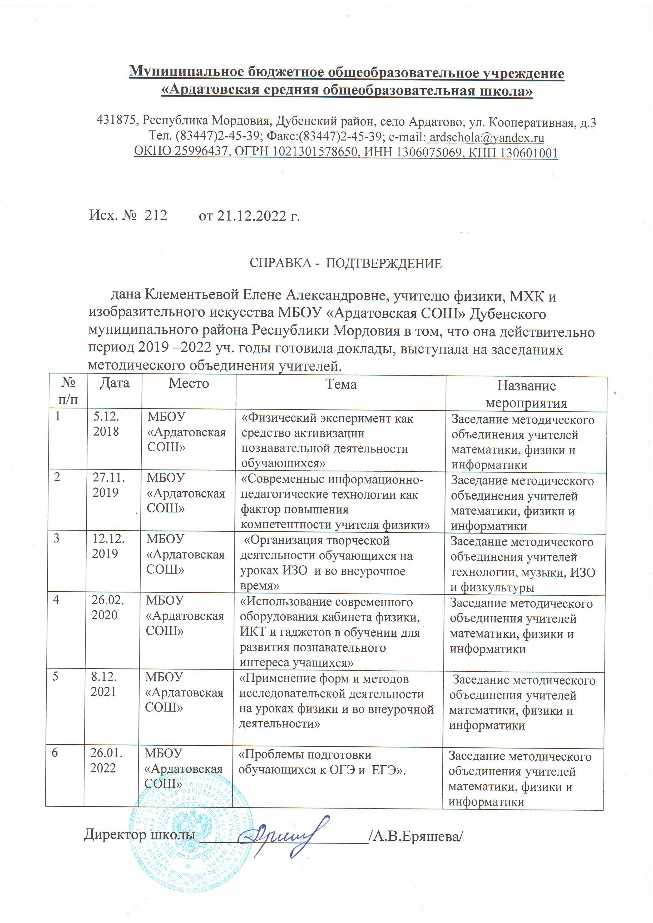 Муниципальное бюджетное общеобразовательное учреждение
«Ардатовская средняя общеобразовательная школа»
431875, Республика Мордовия, Дубенский район, село Ардатово, ул. Кооперативная, д.3
Тел. (83447)2-45-39; Факс:(83447)2-45-39; e-mail: ardschola@yandex.ru
ОКПО 25996437, ОГРН 1021301578650, ИНН 1306075069, КПП 130601001
Исх. № 212 от 21.12.2022 г.
СПРАВКА - ПОДТВЕРЖДЕНИЕ
дана Клементьевой Елене Александровне, учителю физики, МХК и
изобразительного искусства МБОУ «Ардатовская СОШ» Дубенского
муниципального района Республики Мордовия в том, что она действительно
период 2019 –2022 уч. годы готовила доклады, выступала на заседаниях
методического объединения учителей.
№ Дата Место Тема Название
п/п мероприятия
1 5.12. МБОУ «Физический эксперимент как Заседание методического
2018 «Ардатовская средство активизации объединения учителей
СОШ» познавательной деятельности математики, физики и
обучающихся» информатики
2 27.11. МБОУ «Современные информационно- Заседание методического
2019 «Ардатовская педагогические технологии как объединения учителей
СОШ» фактор повышения математики, физики и
компетентности учителя физики» информатики
3 12.12. МБОУ «Организация творческой Заседание методического
2019 «Ардатовская деятельности обучающихся на объединения учителей
СОШ» уроках ИЗО и во внеурочное технологии, музыки, ИЗО
время» и физкультуры
4 26.02. МБОУ «Использование современного Заседание методического
2020 «Ардатовская оборудования кабинета физики, объединения учителей
СОШ» ИКТ и гаджетов в обучении для математики, физики и
развития познавательного информатики
интереса учащихся»
5 8.12. МБОУ «Применение форм и методов Заседание методического
2021 «Ардатовская исследовательской деятельности объединения учителей
СОШ» на уроках физики и во внеурочной математики, физики и
деятельности» информатики
6 26.01. МБОУ «Проблемы подготовки Заседание методического
2022 «Ардатовская обучающихся к ОГЭ и ЕГЭ». объединения учителей
СОШ» математики, физики и
информатики
Директор школы /А.В.Еряшева/